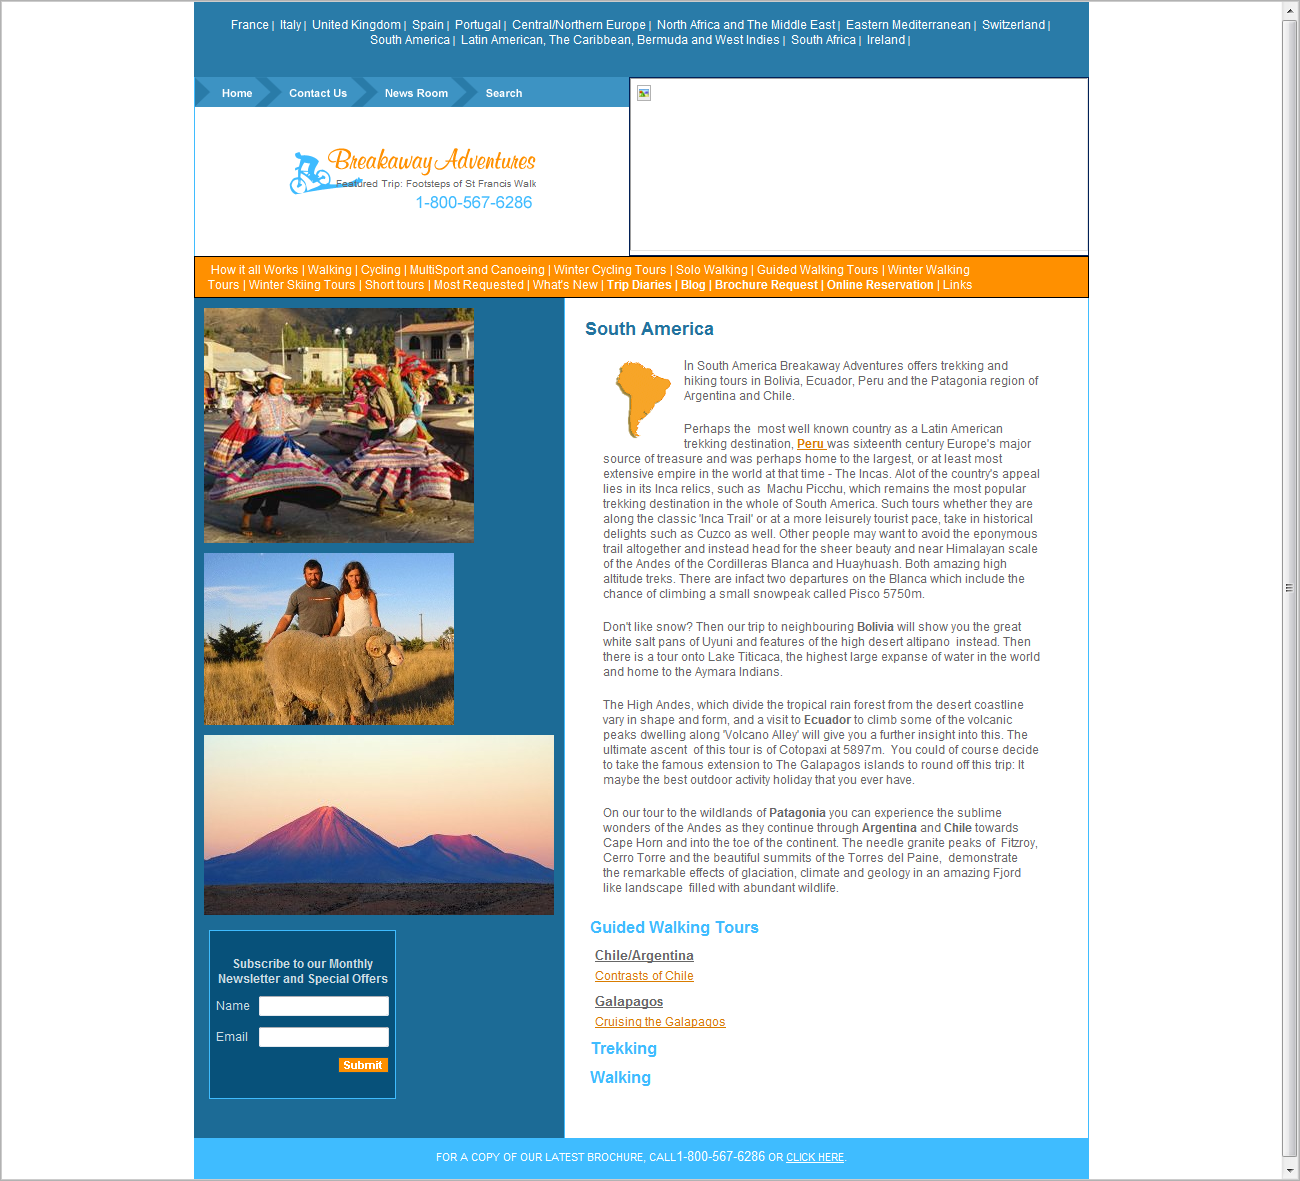 France | Italy | United Kingdom | Spain | Portugal | Central/Northern Europe | North Africa and The Middle East | Eastern Mediterranean | Switzerland |
South America | Latin American, The Caribbean, Bermuda and West Indies | South Africa | Ireland |
Home Contact Us News Room Search
Breakaway Adventures
Featured Trip: Footsteps of St Francis Walk
1-800-567-6286
How it all Works | Walking | Cycling | MultiSport and Canoeing | Winter Cycling Tours | Solo Walking | Guided Walking Tours | Winter Walking
Tours | Winter Skiing Tours | Short tours | Most Requested | What's New | Trip Diaries | Blog | Brochure Request | Online Reservation | Links
South America
In South America Breakaway Adventures offers trekking and
hiking tours in Bolivia, Ecuador, Peru and the Patagonia region of
Argentina and Chile.
Perhaps the most well known country as a Latin American
trekking destination, Peru was sixteenth century Europe's major
source of treasure and was perhaps home to the largest, or at least most
extensive empire in the world at that time - The Incas. Alot of the country's appeal
lies in its Inca relics, such as Machu Picchu, which remains the most popular
trekking destination in the whole of South America. Such tours whether they are
along the classic 'Inca Trail' or at a more leisurely tourist pace, take in historical
delights such as Cuzco as well. Other people may want to avoid the eponymous
trail altogether and instead head for the sheer beauty and near Himalayan scale
of the Andes of the Cordilleras Blanca and Huayhuash. Both amazing high
altitude treks. There are infact two departures on the Blanca which include the
chance of climbing a small snowpeak called Pisco 5750m.
Don't like snow? Then our trip to neighbouring Bolivia will show you the great
white salt pans of Uyuni and features of the high desert altipano instead. Then
there is a tour onto Lake Titicaca, the highest large expanse of water in the world
and home to the Aymara Indians.
The High Andes, which divide the tropical rain forest from the desert coastline
vary in shape and form, and a visit to Ecuador to climb some of the volcanic
peaks dwelling along 'Volcano Alley' will give you a further insight into this. The
ultimate ascent of this tour is of Cotopaxi at 5897m. You could of course decide
to take the famous extension to The Galapagos islands to round off this trip: It
maybe the best outdoor activity holiday that you ever have.
On our tour to the wildlands of Patagonia you can experience the sublime
wonders of the Andes as they continue through Argentina and Chile towards
Cape Horn and into the toe of the continent. The needle granite peaks of Fitzroy,
Cerro Torre and the beautiful summits of the Torres del Paine, demonstrate
the remarkable effects of glaciation, climate and geology in an amazing Fjord
like landscape filled with abundant wildlife.
Guided Walking Tours
Chile/Argentina
Contrasts of Chile
Galapagos
Cruising the Galapagos
Trekking
Walking
Subscribe to our Monthly
Newsletter and Special Offers
Name
Email
Submit
FOR A COPY OF OUR LATEST BROCHURE, CALL1-800-567-6286 OR CLICK HERE.